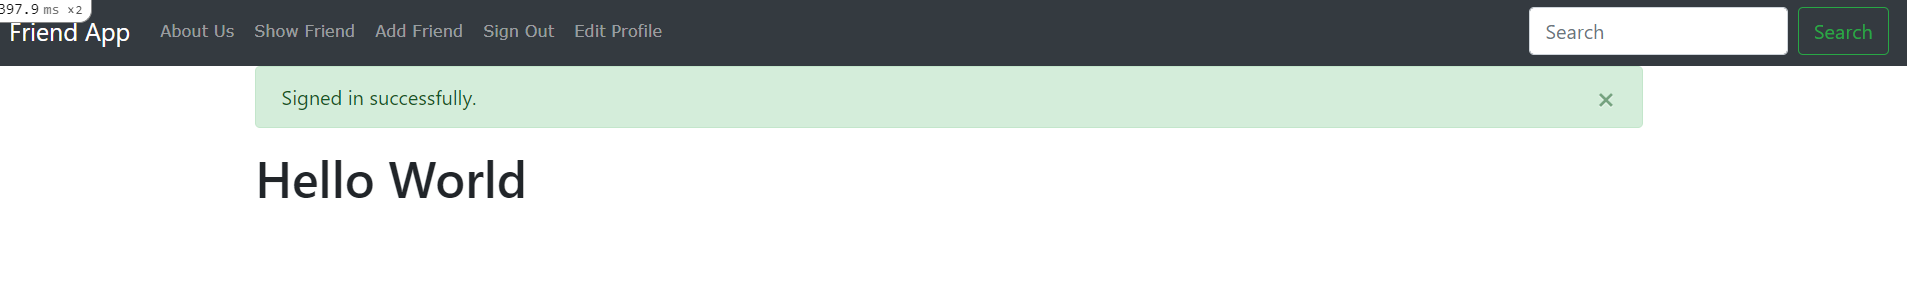 397.9 ms x2
Friend App About Us Show Friend Add Friend Sign Out Edit Profile Search Search
Signed in successfully. ×
Hello World